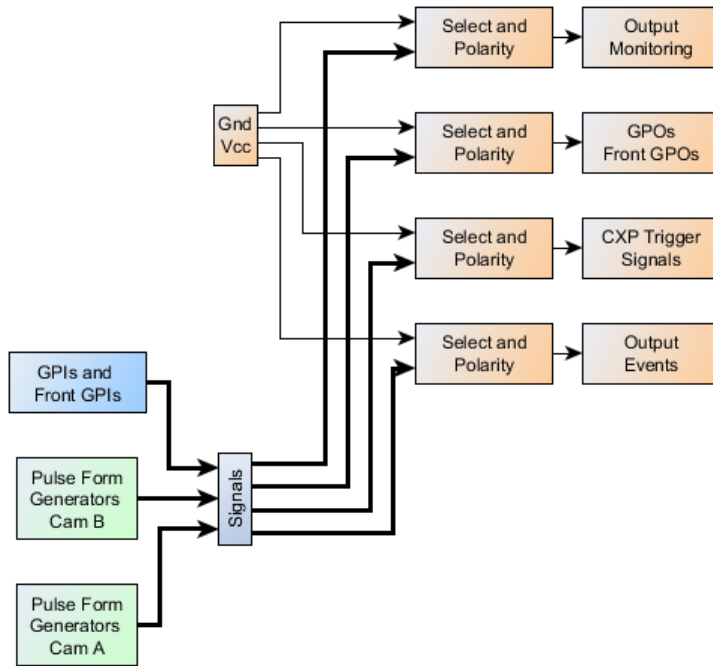 Select and
Polarity
Output
Monitoring
Gnd
Vcc
Select and
Polarity
GPOs
Front GPOs
Select and
Polarity
CXP Trigger
Signals
Select and
Polarity
Output
Events
GPIs and
Front GPIs
Pulse Form
Generators
Cam B
Signals
Pulse Form
Generators
Cam A